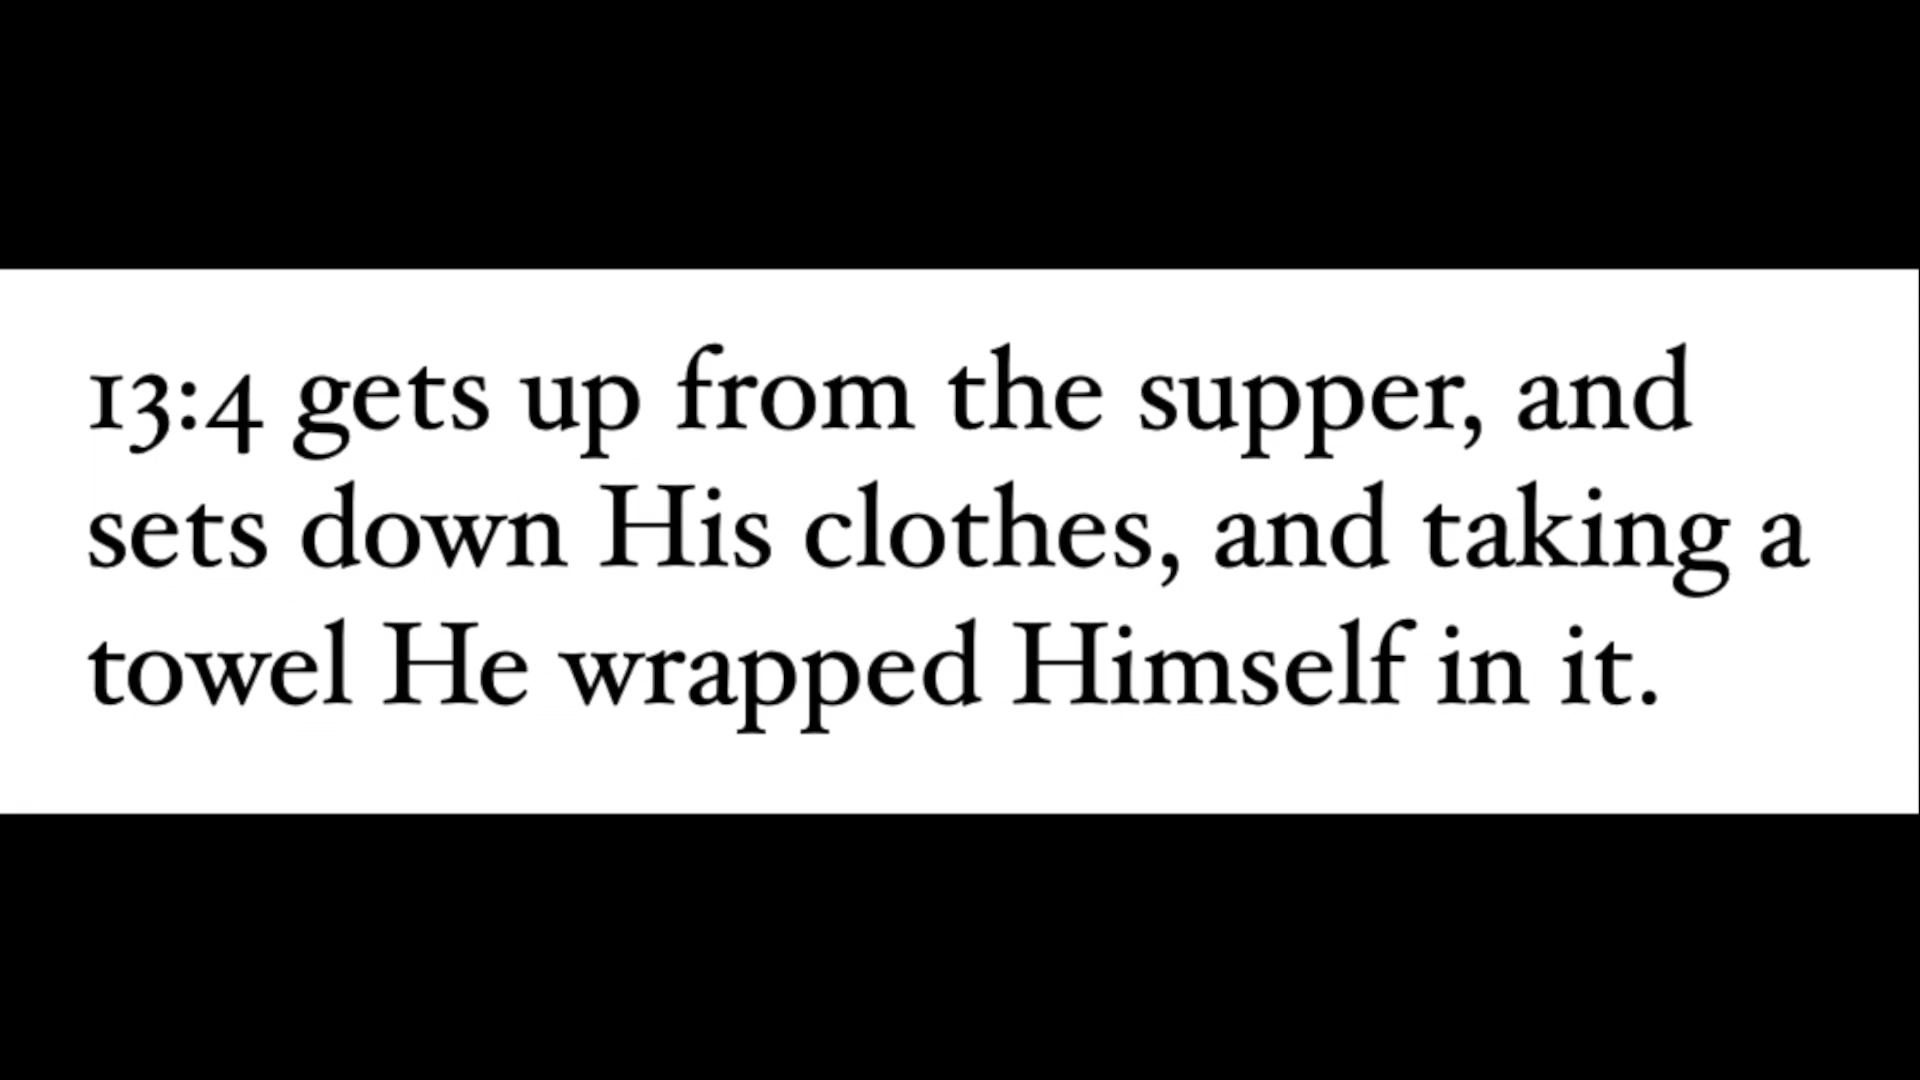 13:4 gets up from the supper, and
sets down His clothes, and taking a
towel He wrapped Himself in it.